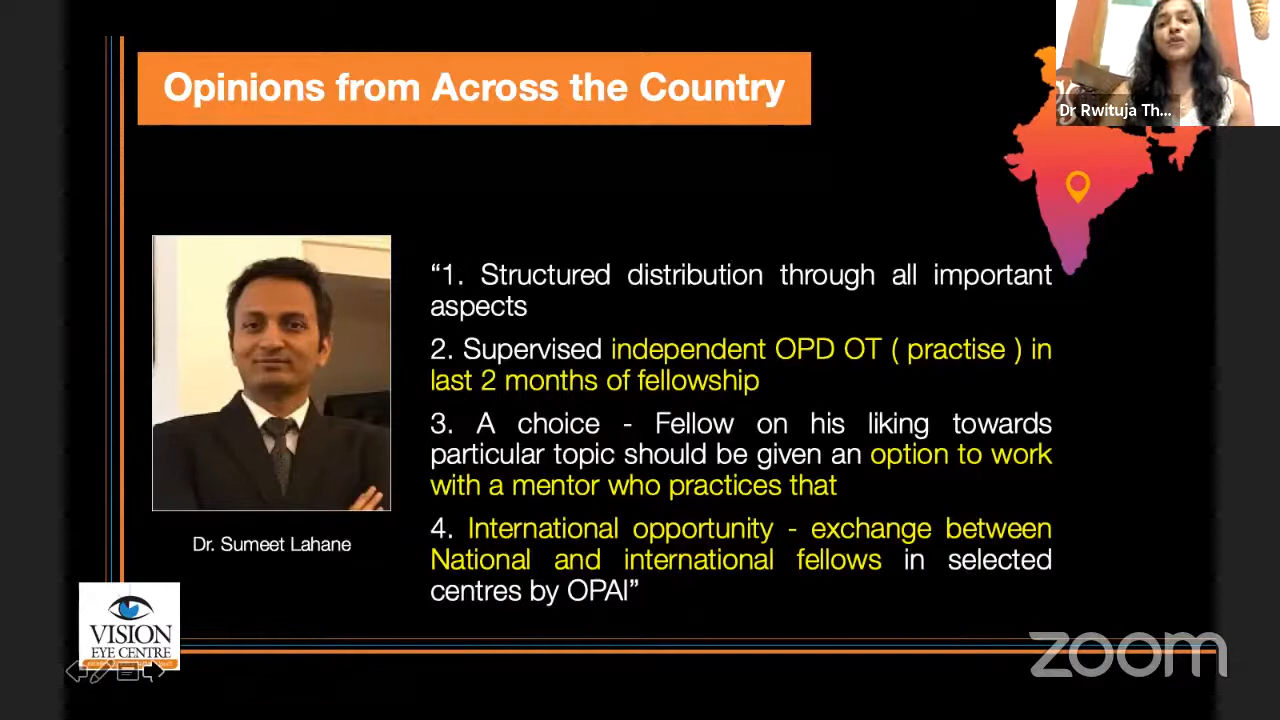 Opinions from Across the Country
Dr Rwituja Th...
“1. Structured distribution through all important
aspects
2. Supervised independent OPD OT ( practise ) in
last 2 months of fellowship
3. A choice - Fellow on his liking towards
particular topic should be given an option to work
with a mentor who practices that
4. International opportunity - exchange between
National and international fellows in selected
centres by OPAI”
Dr. Sumeet Lahane
VISION
EYE CENTRE
zoom